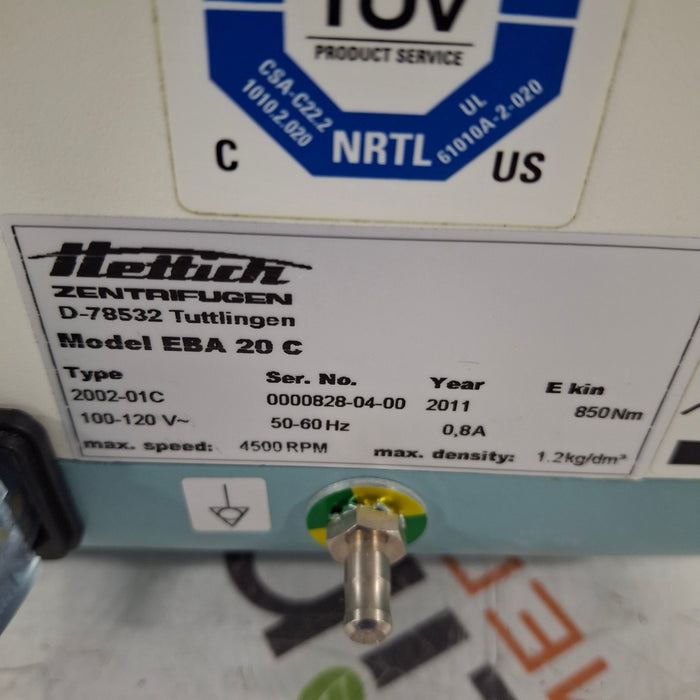 TÜV
PRODUCT SERVICE
CSA-C22.2
1010.2.020
UL
61010A-2-020
C NRTL US
Hettich
ZENTRIFUGEN
D-78532 Tuttlingen
Model EBA 20 C
Type Ser. No. Year E kin
2002-01C 0000828-04-00 2011 850Nm
100-120 V~ 50-60 Hz 0,8A
max. speed: 4500 RPM max. density: 1.2kg/dm³